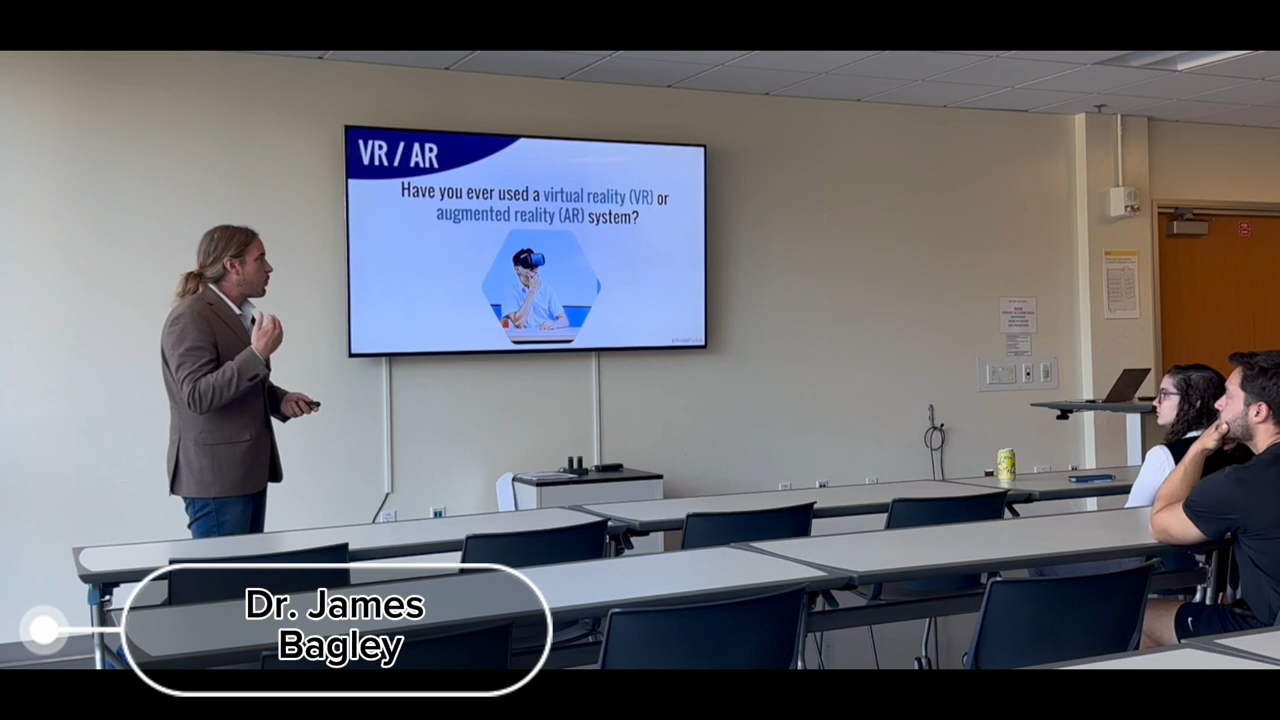 VR / AR
Have you ever used a virtual reality (VR) or
augmented reality (AR) system?
Dr. James
Bagley